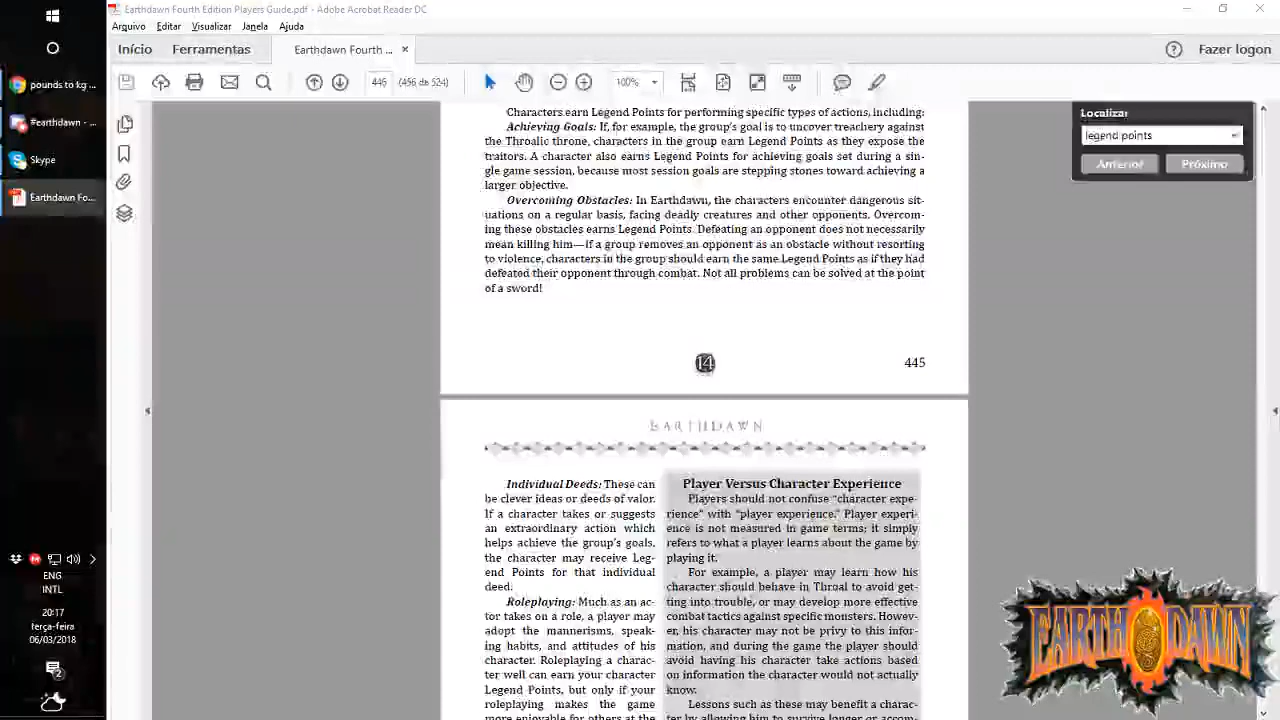 Earthdawn Fourth Edition Players Guide.pdf - Adobe Acrobat Reader DC
Arquivo Editar Visualizar Janela Ajuda
Início Ferramentas Earthdawn Fourth ... × Fazer logon
446 (456 de 524) 100%
pounds to kg ...
#earthdawn - ...
Skype
Earthdawn Fo...
Localizar
legend points
Anterior Próximo
Characters earn Legend Points for performing specific types of actions, including:
Achieving Goals: If, for example, the group's goal is to uncover treachery against
the Throalic throne, characters in the group earn Legend Points as they expose the
traitors. A character also earns Legend Points for achieving goals set during a sin-
gle game session, because most session goals are stepping stones toward achieving a
larger objective.
Overcoming Obstacles: In Earthdawn, the characters encounter dangerous sit-
uations on a regular basis, facing deadly creatures and other opponents. Overcom-
ing these obstacles earns Legend Points. Defeating an opponent does not necessarily
mean killing him—if a group removes an opponent as an obstacle without resorting
to violence, characters in the group should earn the same Legend Points as if they had
defeated their opponent through combat. Not all problems can be solved at the point
of a sword!
14 445
EARTHDAWN
Individual Deeds: These can
be clever ideas or deeds of valor.
If a character takes or suggests
an extraordinary action which
helps achieve the group's goals,
the character may receive Leg-
end Points for that individual
deed.
Roleplaying: Much as an ac-
tor takes on a role, a player may
adopt the mannerisms, speak-
ing habits, and attitudes of his
character. Roleplaying a charac-
ter well can earn your character
Legend Points, but only if your
roleplaying makes the game
more enjoyable for others at the
Player Versus Character Experience
Players should not confuse "character expe-
rience" with "player experience." Player experi-
ence is not measured in game terms; it simply
refers to what a player learns about the game by
playing it.
For example, a player may learn how his
character should behave in Throal to avoid get-
ting into trouble, or may develop more effective
combat tactics against specific monsters. Howev-
er, his character may not be privy to this infor-
mation, and during the game the player should
avoid having his character take actions based
on information the character would not actually
know.
Lessons such as these may benefit a charac-
ter by allowing him to survive longer or accom-
ENG
INTL
20:17
terça-feira
06/03/2018
2
EARTHDAWN